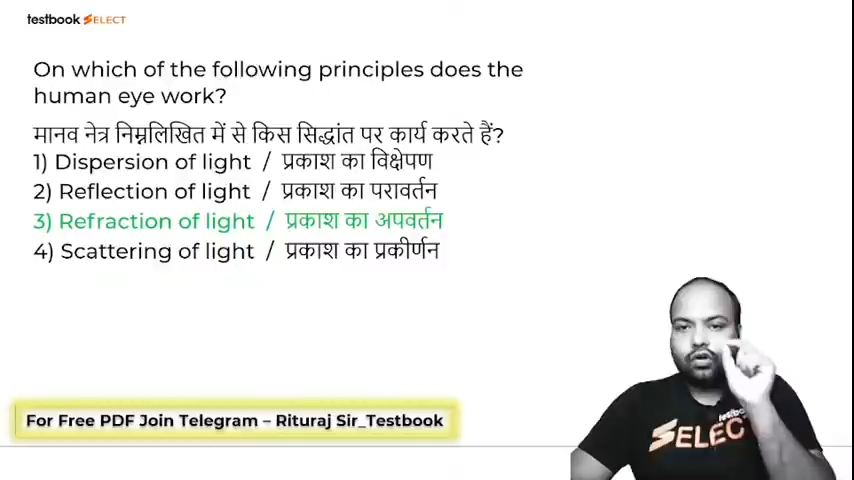 testbook SELECT
On which of the following principles does the
human eye work?
मानव नेत्र निम्नलिखित में से किस सिद्धांत पर कार्य करते हैं?
1) Dispersion of light / प्रकाश का विक्षेपण
2) Reflection of light / प्रकाश का परावर्तन
3) Refraction of light / प्रकाश का अपवर्तन
4) Scattering of light / प्रकाश का प्रकीर्णन
testbook
SELECT
For Free PDF Join Telegram – Rituraj Sir_Testbook